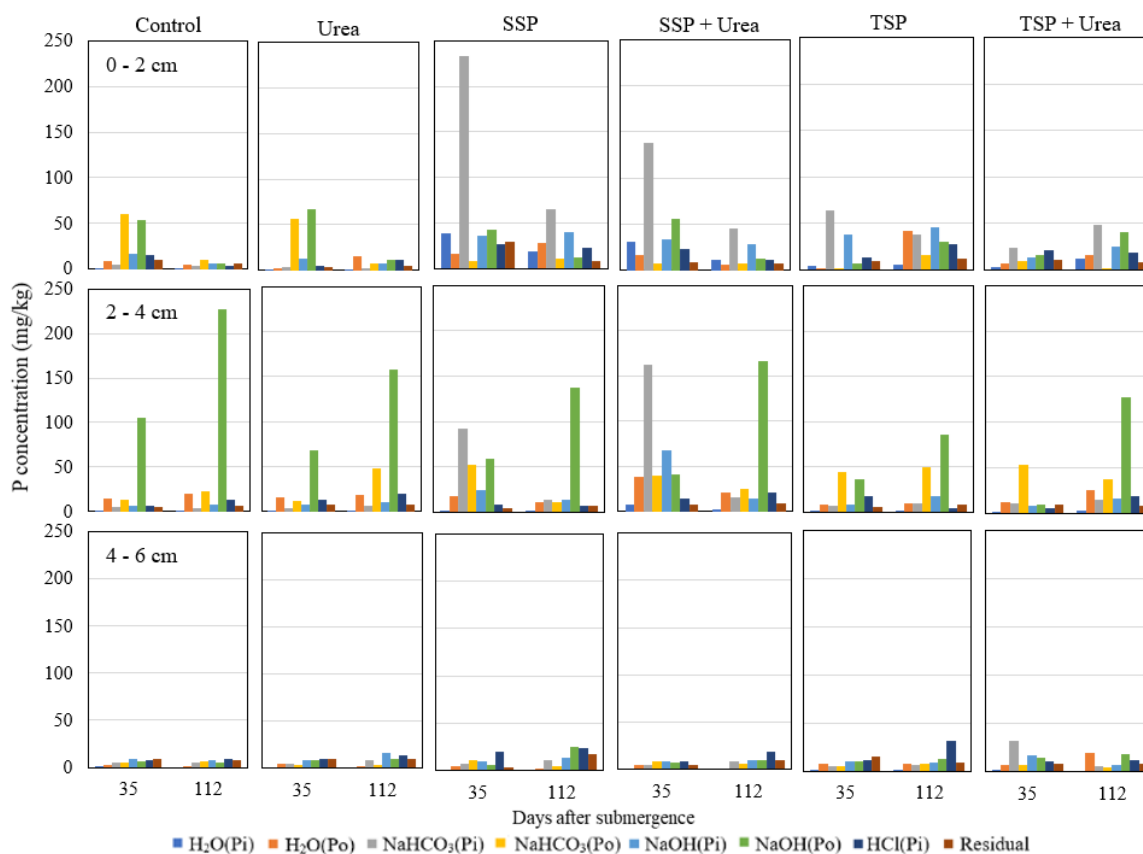 Control Urea SSP SSP + Urea TSP TSP + Urea
250
0 - 2 cm
200
150
100
50
0
250
2 - 4 cm
200
150
100
50
0
250
4 - 6 cm
200
150
100
50
0
P concentration (mg/kg)
35 112 35 112 35 112 35 112 35 112 35 112
Days after submergence
H₂O(Pi) H₂O(Po) NaHCO₃(Pi) NaHCO₃(Po) NaOH(Pi) NaOH(Po) HCl(Pi) Residual